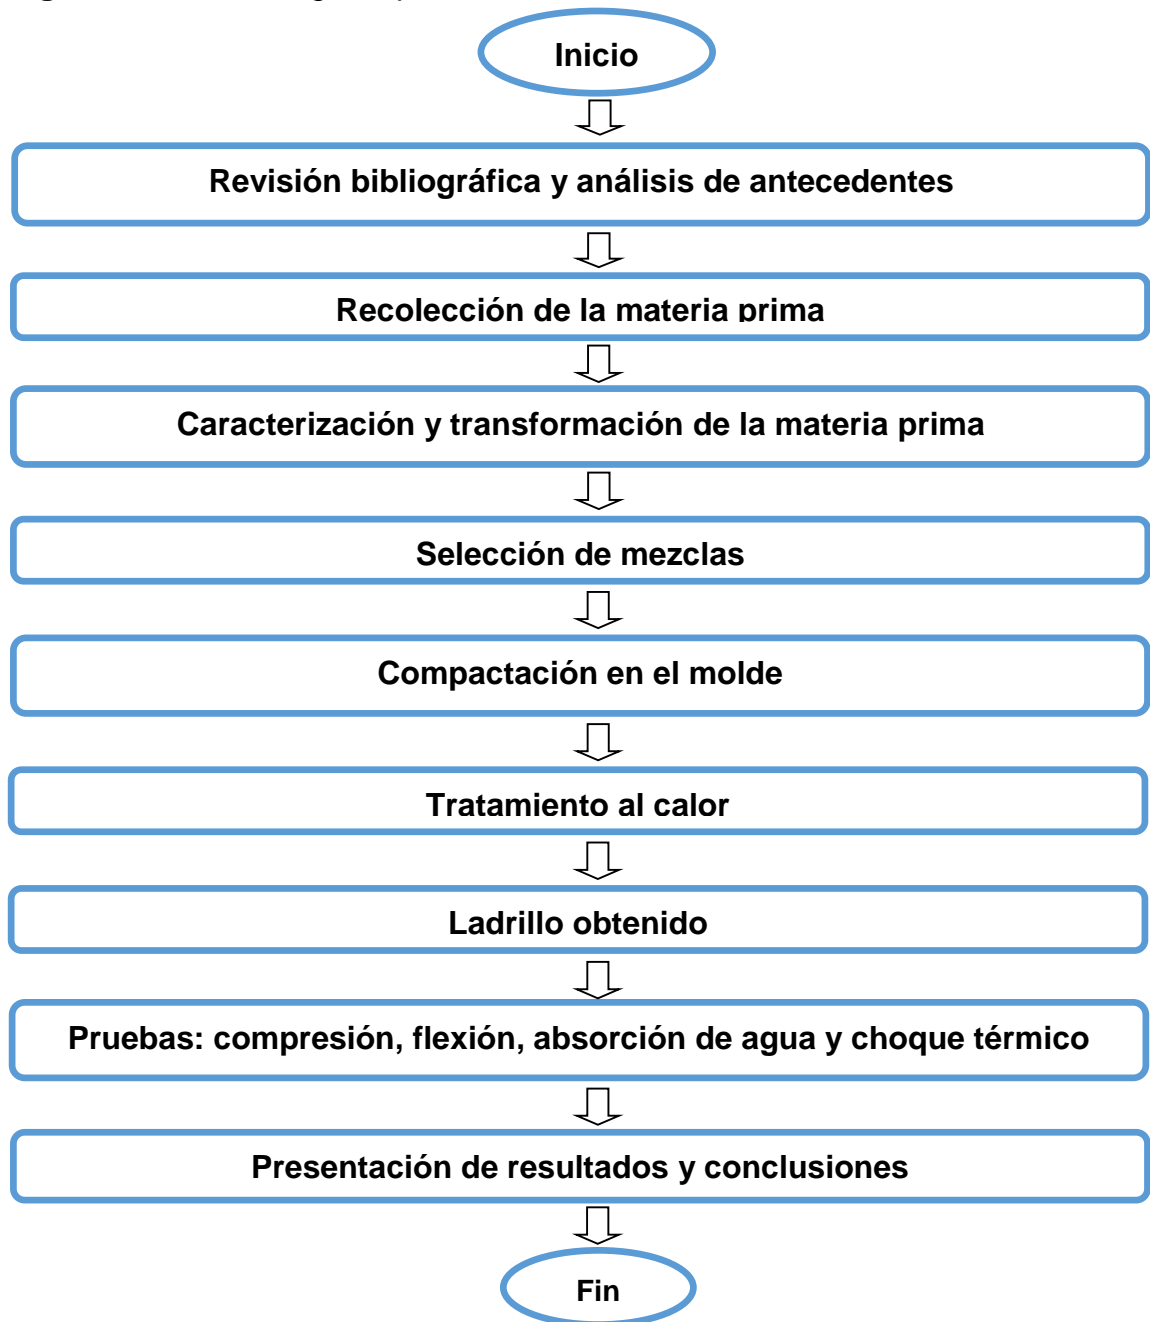 Inicio
Revisión bibliográfica y análisis de antecedentes
Recolección de la materia prima
Caracterización y transformación de la materia prima
Selección de mezclas
Compactación en el molde
Tratamiento al calor
Ladrillo obtenido
Pruebas: compresión, flexión, absorción de agua y choque térmico
Presentación de resultados y conclusiones
Fin